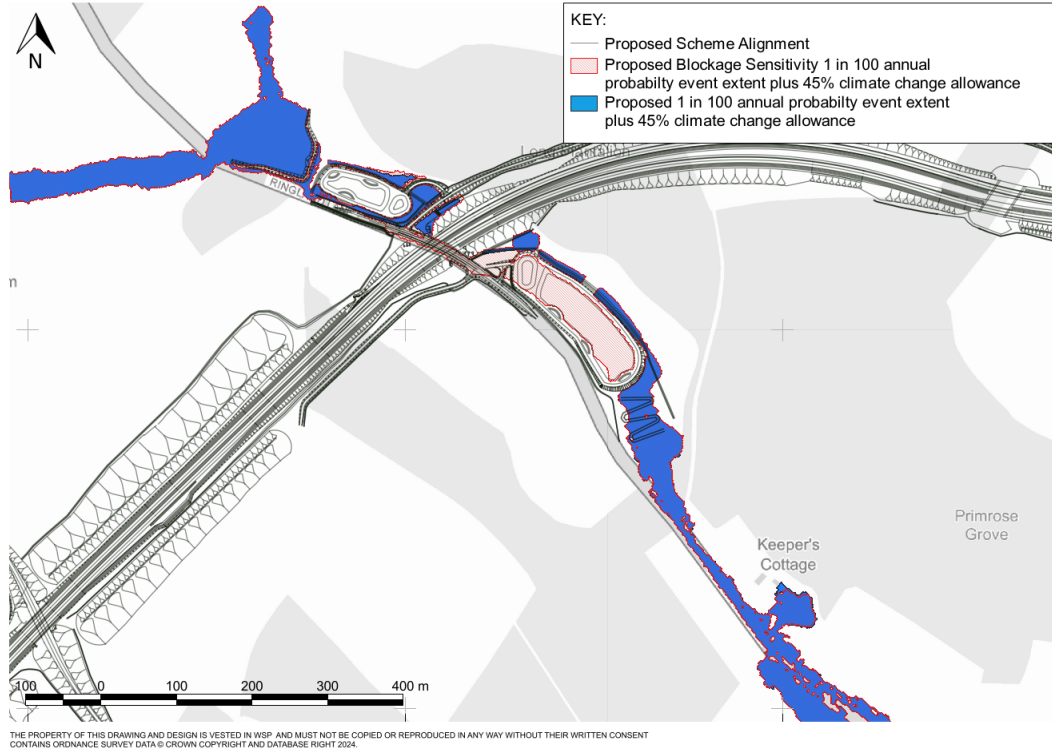 KEY:
Proposed Scheme Alignment
Proposed Blockage Sensitivity 1 in 100 annual
probabilty event extent plus 45% climate change allowance
Proposed 1 in 100 annual probabilty event extent
plus 45% climate change allowance
N
RINGL
m
Keeper's
Cottage
Primrose
Grove
100 0 100 200 300 400 m
THE PROPERTY OF THIS DRAWING AND DESIGN IS VESTED IN WSP AND MUST NOT BE COPIED OR REPRODUCED IN ANY WAY WITHOUT THEIR WRITTEN CONSENT
CONTAINS ORDNANCE SURVEY DATA © CROWN COPYRIGHT AND DATABASE RIGHT 2024.